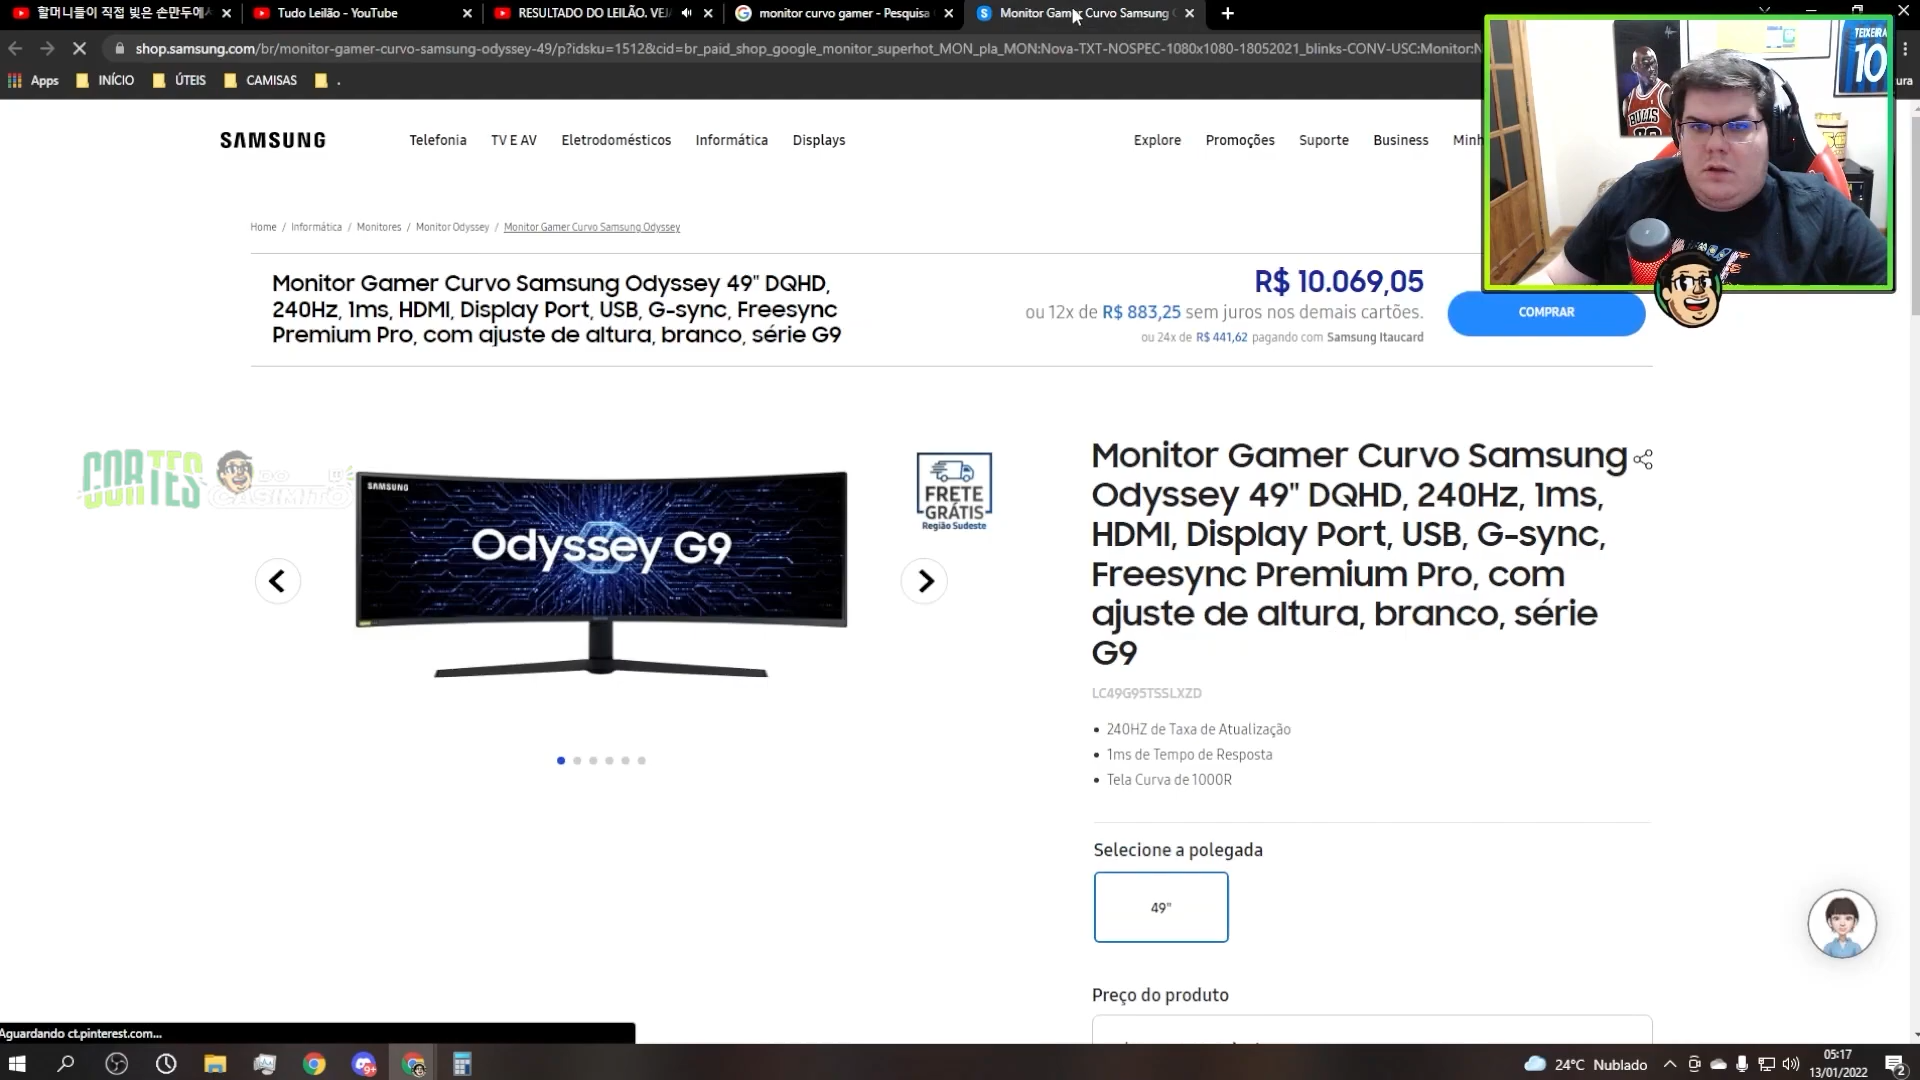 할머니들이 직접 빚은 손만두에
Tudo Leilão - YouTube
RESULTADO DO LEILÃO. VEJ
monitor curvo gamer - Pesquisa
Monitor Gamer Curvo Samsung
shop.samsung.com/br/monitor-gamer-curvo-samsung-odyssey-49/p?idsku=1512&cid=br_paid_shop_google_monitor_superhot_MON_pla_MON:Nova-TXT-NOSPEC-1080x1080-18052021_blinks-CONV-USC:Monitor:N
Apps
INÍCIO
ÚTEIS
CAMISAS
.
ura
TEIXEIRA
10
BULLS
SAMSUNG
Telefonia
TV E AV
Eletrodomésticos
Informática
Displays
Explore
Promoções
Suporte
Business
Minh
Home / Informática / Monitores / Monitor Odyssey / Monitor Gamer Curvo Samsung Odyssey
Monitor Gamer Curvo Samsung Odyssey 49" DQHD,
240Hz, 1ms, HDMI, Display Port, USB, G-sync, Freesync
Premium Pro, com ajuste de altura, branco, série G9
R$ 10.069,05
ou 12x de R$ 883,25 sem juros nos demais cartões.
ou 24x de R$ 441,62 pagando com Samsung Itaucard
COMPRAR
CORTES
DO
CASIMITO
SAMSUNG
Odyssey G9
FRETE
GRÁTIS
Região Sudeste
Monitor Gamer Curvo Samsung
Odyssey 49" DQHD, 240Hz, 1ms,
HDMI, Display Port, USB, G-sync,
Freesync Premium Pro, com
ajuste de altura, branco, série
G9
LC49G95TSSLXZD
• 240HZ de Taxa de Atualização
• 1ms de Tempo de Resposta
• Tela Curva de 1000R
Selecione a polegada
49"
Preço do produto
Aguardando ct.pinterest.com...
9+
24°C Nublado
05:17
13/01/2022
2